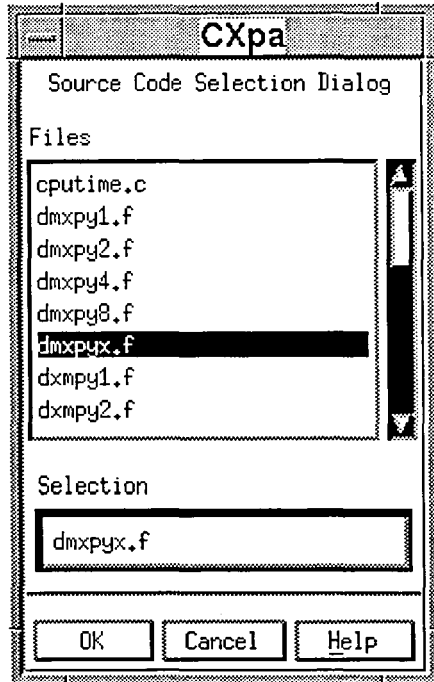 CXpa
Source Code Selection Dialog
Files
cputime.c
dmxpy1.f
dmxpy2.f
dmxpy4.f
dmxpy8.f
dmxpyx.f
dxmpy1.f
dxmpy2.f
Selection
dmxpyx.f
OK Cancel Help